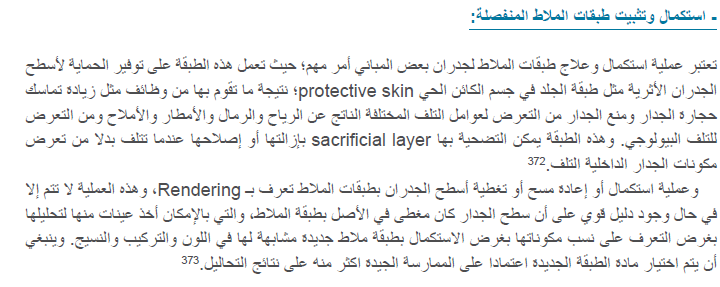 ـ استكمال وتثبيت طبقات الملاط المنفصلة:
تعتبر عملية استكمال وعلاج طبقات الملاط لجدران بعض المباني أمر مهم؛ حيث تعمل هذه الطبقة على توفير الحماية لأسطح
الجدران الأثرية مثل طبقة الجلد في جسم الكائن الحي protective skin؛ نتيجة ما تقوم بها من وظائف مثل زيادة تماسك
حجارة الجدار ومنع الجدار من التعرض لعوامل التلف المختلفة الناتج عن الرياح والرمال والأمطار والأملاح ومن التعرض
للتلف البيولوجي. وهذه الطبقة يمكن التضحية بها sacrificial layer بإزالتها أو إصلاحها عندما تتلف بدلا من تعرض
مكونات الجدار الداخلية التلف.372
وعملية استكمال أو إعاده مسح أو تغطية أسطح الجدران بطبقات الملاط تعرف بـ Rendering، وهذه العملية لا تتم إلا
في حال وجود دليل قوي على أن سطح الجدار كان مغطى في الأصل بطبقة الملاط، والتي بالإمكان أخذ عينات منها لتحليلها
بغرض التعرف على نسب مكوناتها بغرض الاستكمال بطبقة ملاط جديدة مشابهة لها في اللون والتركيب والنسيج. وينبغي
أن يتم اختيار مادة الطبقة الجديدة اعتمادا على الممارسة الجيدة اكثر منه على نتائج التحاليل.373